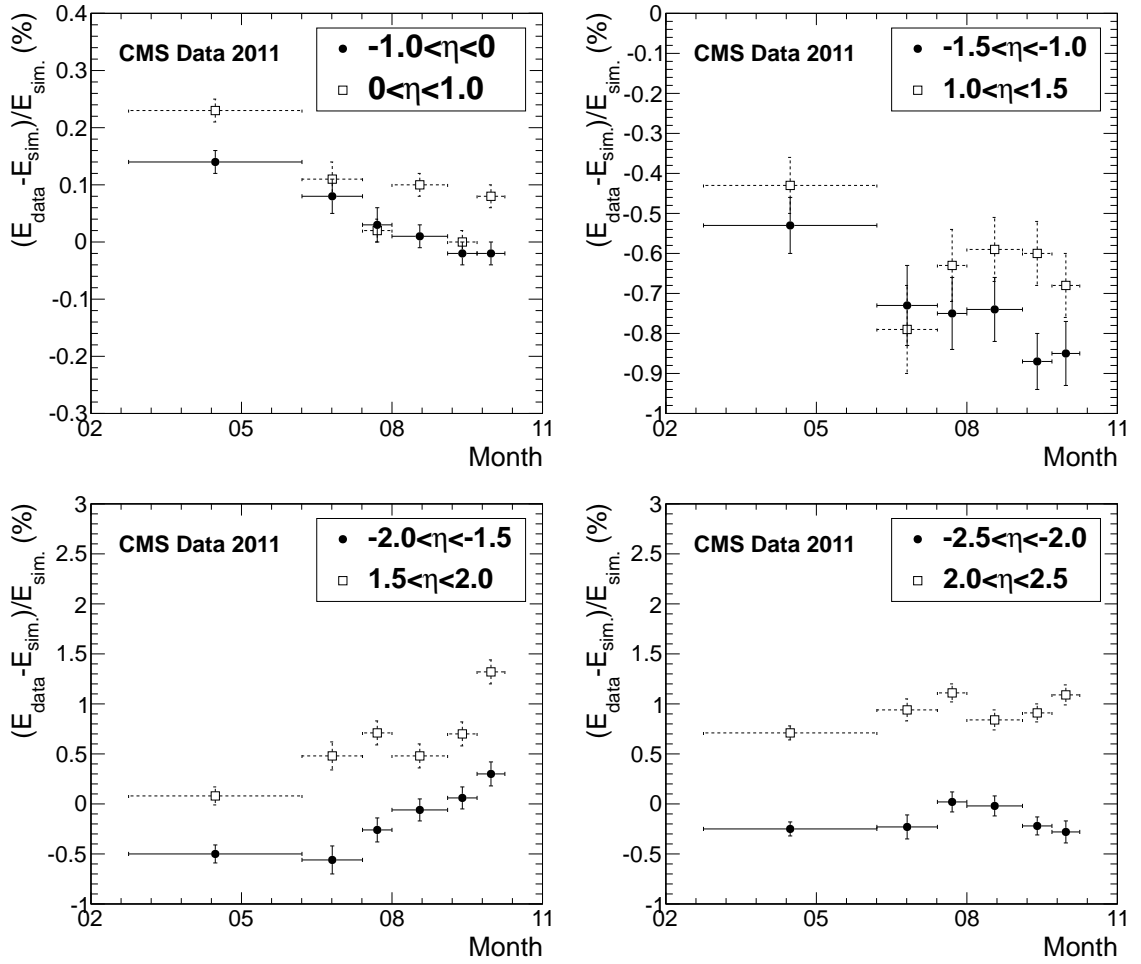 (E_data -E_sim.)/E_sim. (%)
0.4
0.3
0.2
0.1
0
-0.1
-0.2
-0.3
CMS Data 2011
-1.0<η<0
0<η<1.0
02
05
08
11
Month
(E_data -E_sim.)/E_sim. (%)
0
-0.1
-0.2
-0.3
-0.4
-0.5
-0.6
-0.7
-0.8
-0.9
-1
CMS Data 2011
-1.5<η<-1.0
1.0<η<1.5
02
05
08
11
Month
(E_data -E_sim.)/E_sim. (%)
3
2.5
2
1.5
1
0.5
0
-0.5
-1
CMS Data 2011
-2.0<η<-1.5
1.5<η<2.0
02
05
08
11
Month
(E_data -E_sim.)/E_sim. (%)
3
2.5
2
1.5
1
0.5
0
-0.5
-1
CMS Data 2011
-2.5<η<-2.0
2.0<η<2.5
02
05
08
11
Month